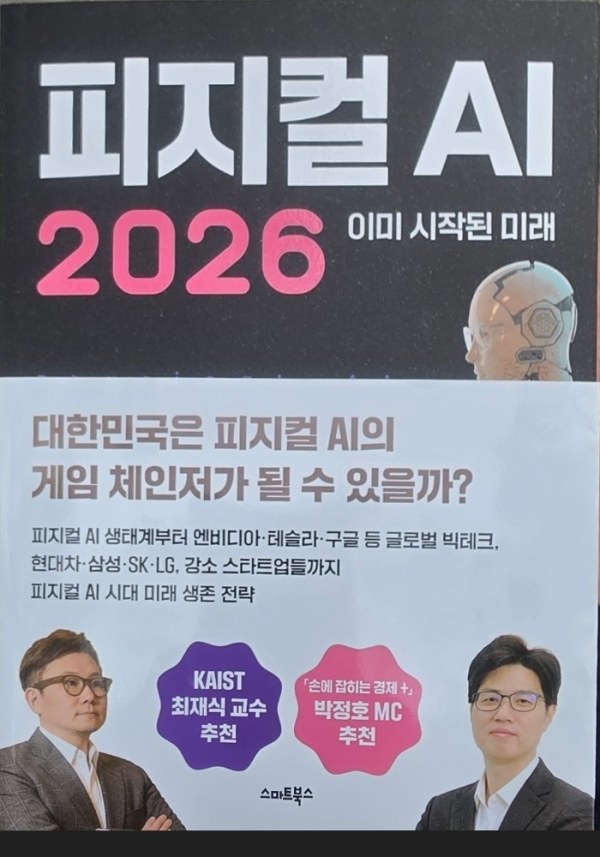 피지컬 AI
2026
이미 시작된 미래
대한민국은 피지컬 AI의
게임 체인저가 될 수 있을까?
피지컬 AI 생태계부터 엔비디아·테슬라·구글 등 글로벌 빅테크,
현대차·삼성·SK·LG, 강소 스타트업들까지
피지컬 AI 시대 미래 생존 전략
KAIST
최재식 교수
추천
「손에 잡히는 경제 +」
박정호 MC
추천
스마트북스